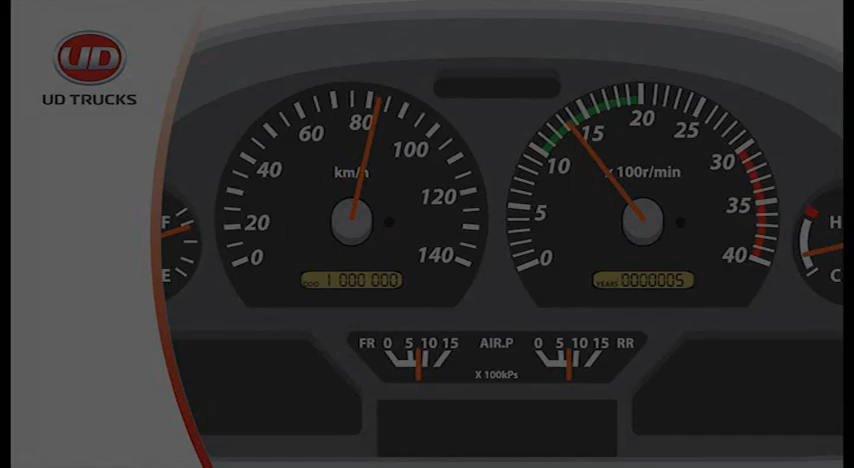 UD
UD TRUCKS
0
20
40
60
80
100
120
140
km/h
ODO 1 000 000
0
5
10
15
20
25
30
35
40
x 100r/min
YEARS 0000005
F
E
H
C
FR 0 5 10 15 AIR.P 0 5 10 15 RR
X 100kPs